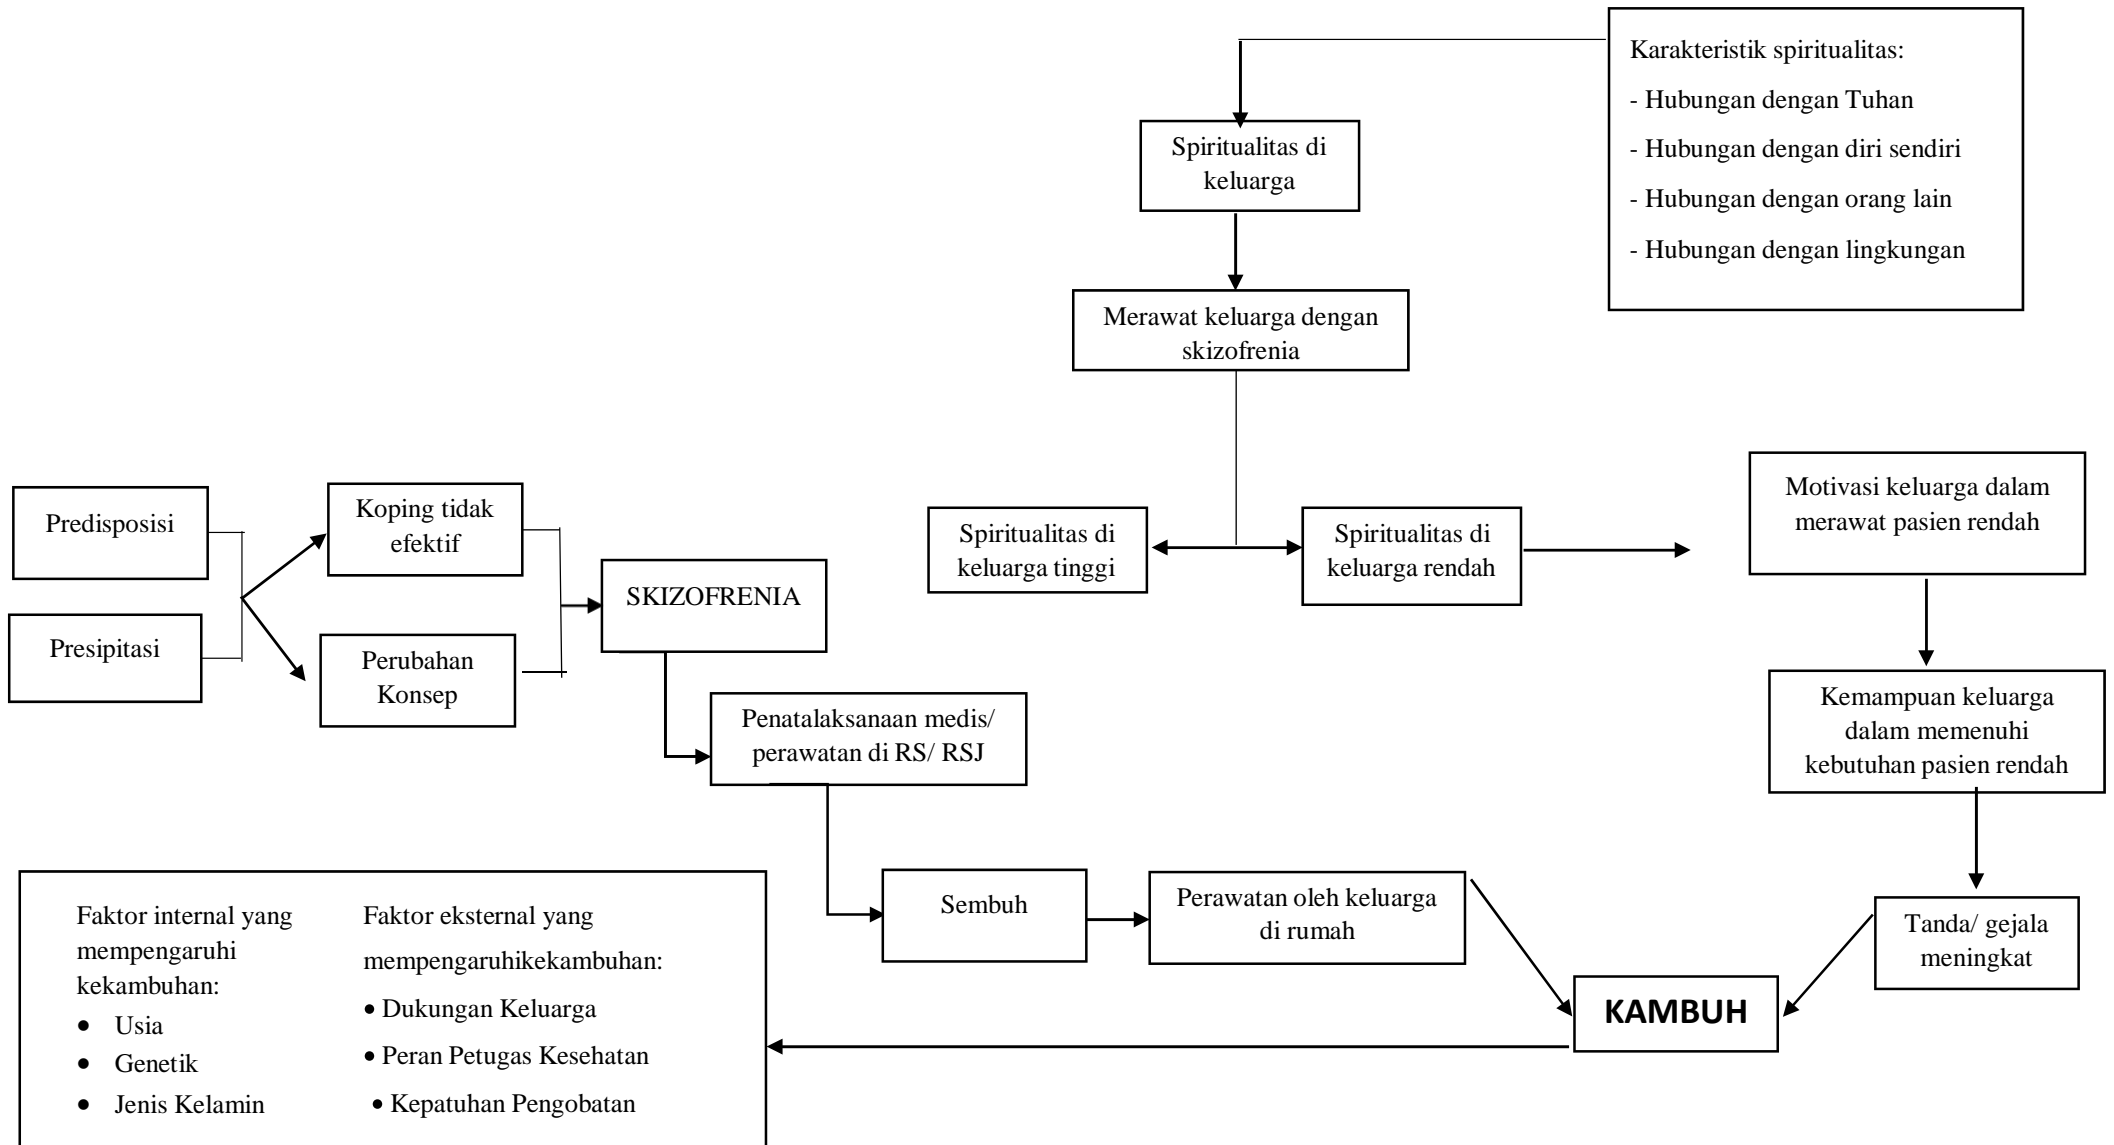 Karakteristik spiritualitas:
- Hubungan dengan Tuhan
- Hubungan dengan diri sendiri
- Hubungan dengan orang lain
- Hubungan dengan lingkungan
Spiritualitas di
keluarga
Merawat keluarga dengan
skizofrenia
Predisposisi
Presipitasi
Koping tidak
efektif
Perubahan
Konsep
SKIZOFRENIA
Spiritualitas di
keluarga tinggi
Spiritualitas di
keluarga rendah
Motivasi keluarga dalam
merawat pasien rendah
Kemampuan keluarga
dalam memenuhi
kebutuhan pasien rendah
Penatalaksanaan medis/
perawatan di RS/ RSJ
Sembuh
Perawatan oleh keluarga
di rumah
Tanda/ gejala
meningkat
KAMBUH
Faktor internal yang
mempengaruhi
kekambuhan:
• Usia
• Genetik
• Jenis Kelamin
Faktor eksternal yang
mempengaruhikekambuhan:
• Dukungan Keluarga
• Peran Petugas Kesehatan
• Kepatuhan Pengobatan